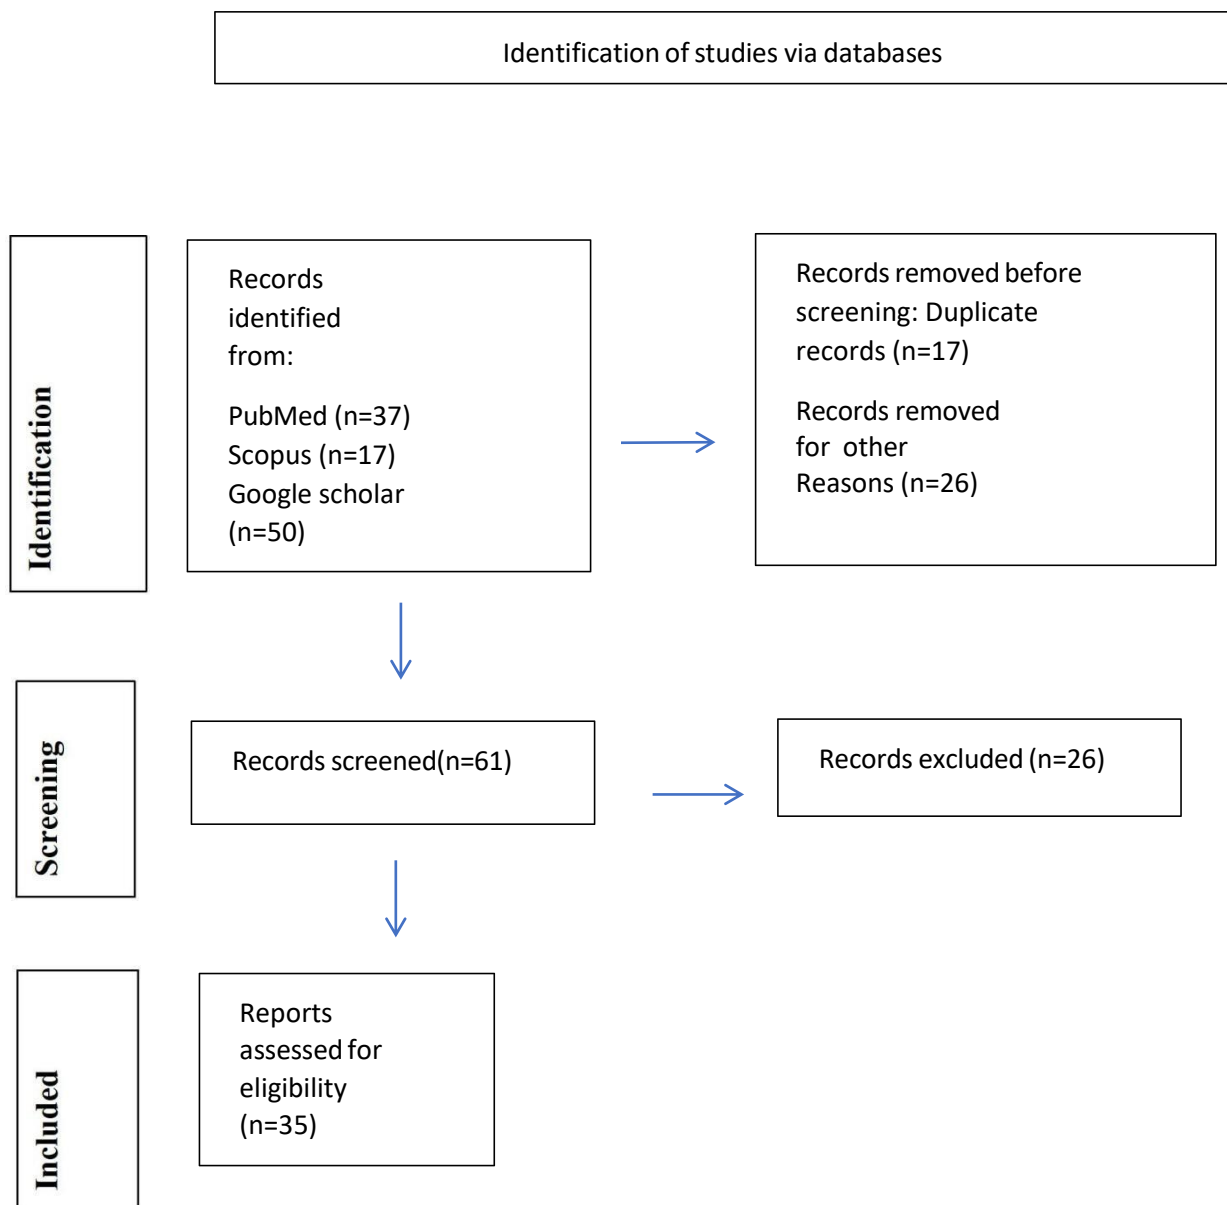 Identification of studies via databases
Identification
Records
identified
from:
PubMed (n=37)
Scopus (n=17)
Google scholar
(n=50)
Records removed before
screening: Duplicate
records (n=17)
Records removed
for other
Reasons (n=26)
Screening
Records screened(n=61)
Records excluded (n=26)
Included
Reports
assessed for
eligibility
(n=35)